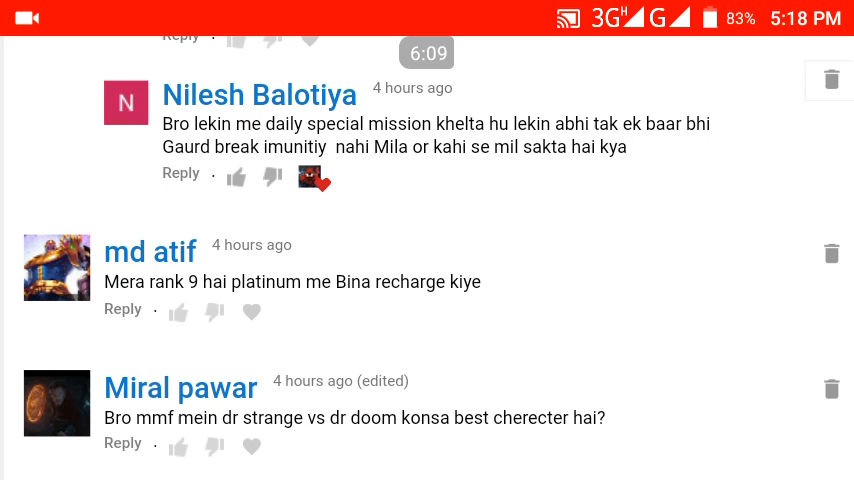 3G H G 83% 5:18 PM
Reply .
6:09
N
Nilesh Balotiya 4 hours ago
Bro lekin me daily special mission khelta hu lekin abhi tak ek baar bhi
Gaurd break imunitiy nahi Mila or kahi se mil sakta hai kya
Reply .
md atif 4 hours ago
Mera rank 9 hai platinum me Bina recharge kiye
Reply .
Miral pawar 4 hours ago (edited)
Bro mmf mein dr strange vs dr doom konsa best cherecter hai?
Reply .